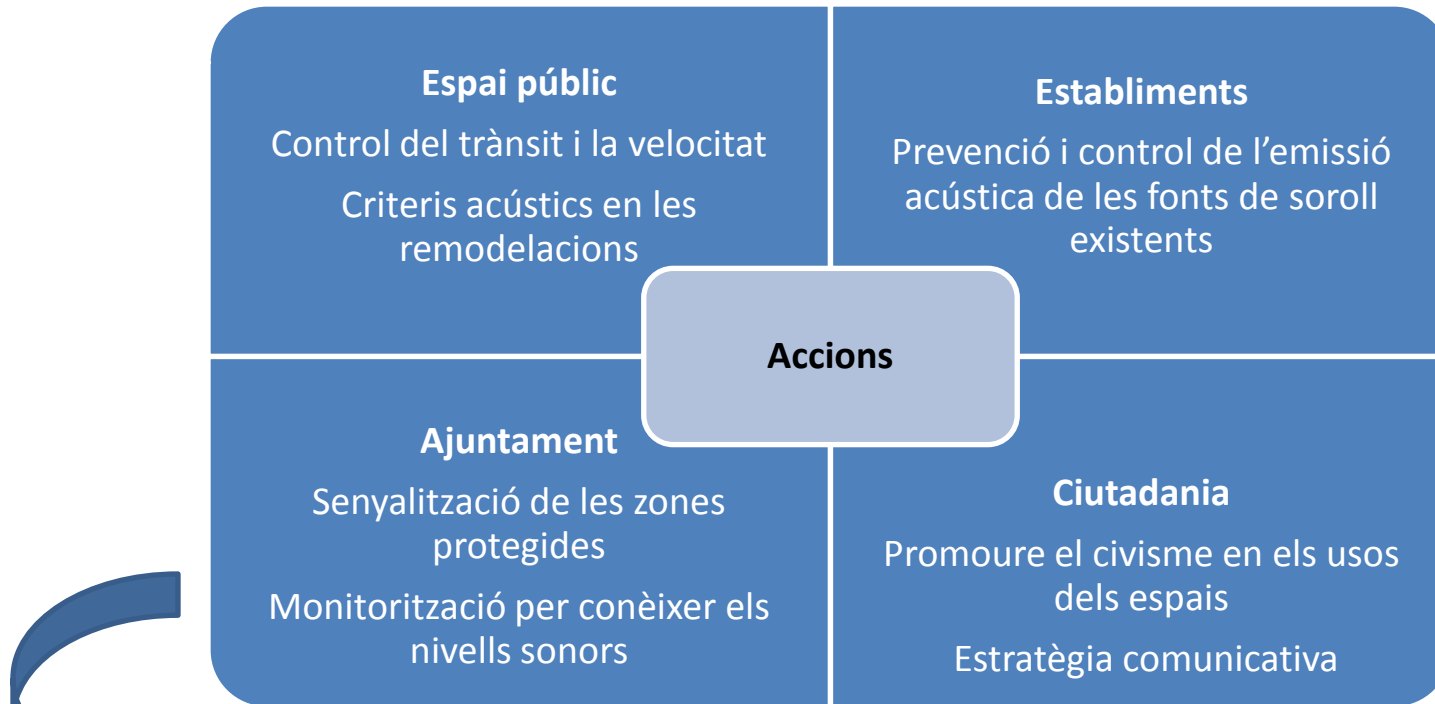 Espai públic
Control del trànsit i la velocitat
Criteris acústics en les
remodelacions
Establiments
Prevenció i control de l’emissió
acústica de les fonts de soroll
existents
Accions
Ajuntament
Senyalització de les zones
protegides
Monitorització per conèixer els
nivells sonors
Ciutadania
Promoure el civisme en els usos
dels espais
Estratègia comunicativa